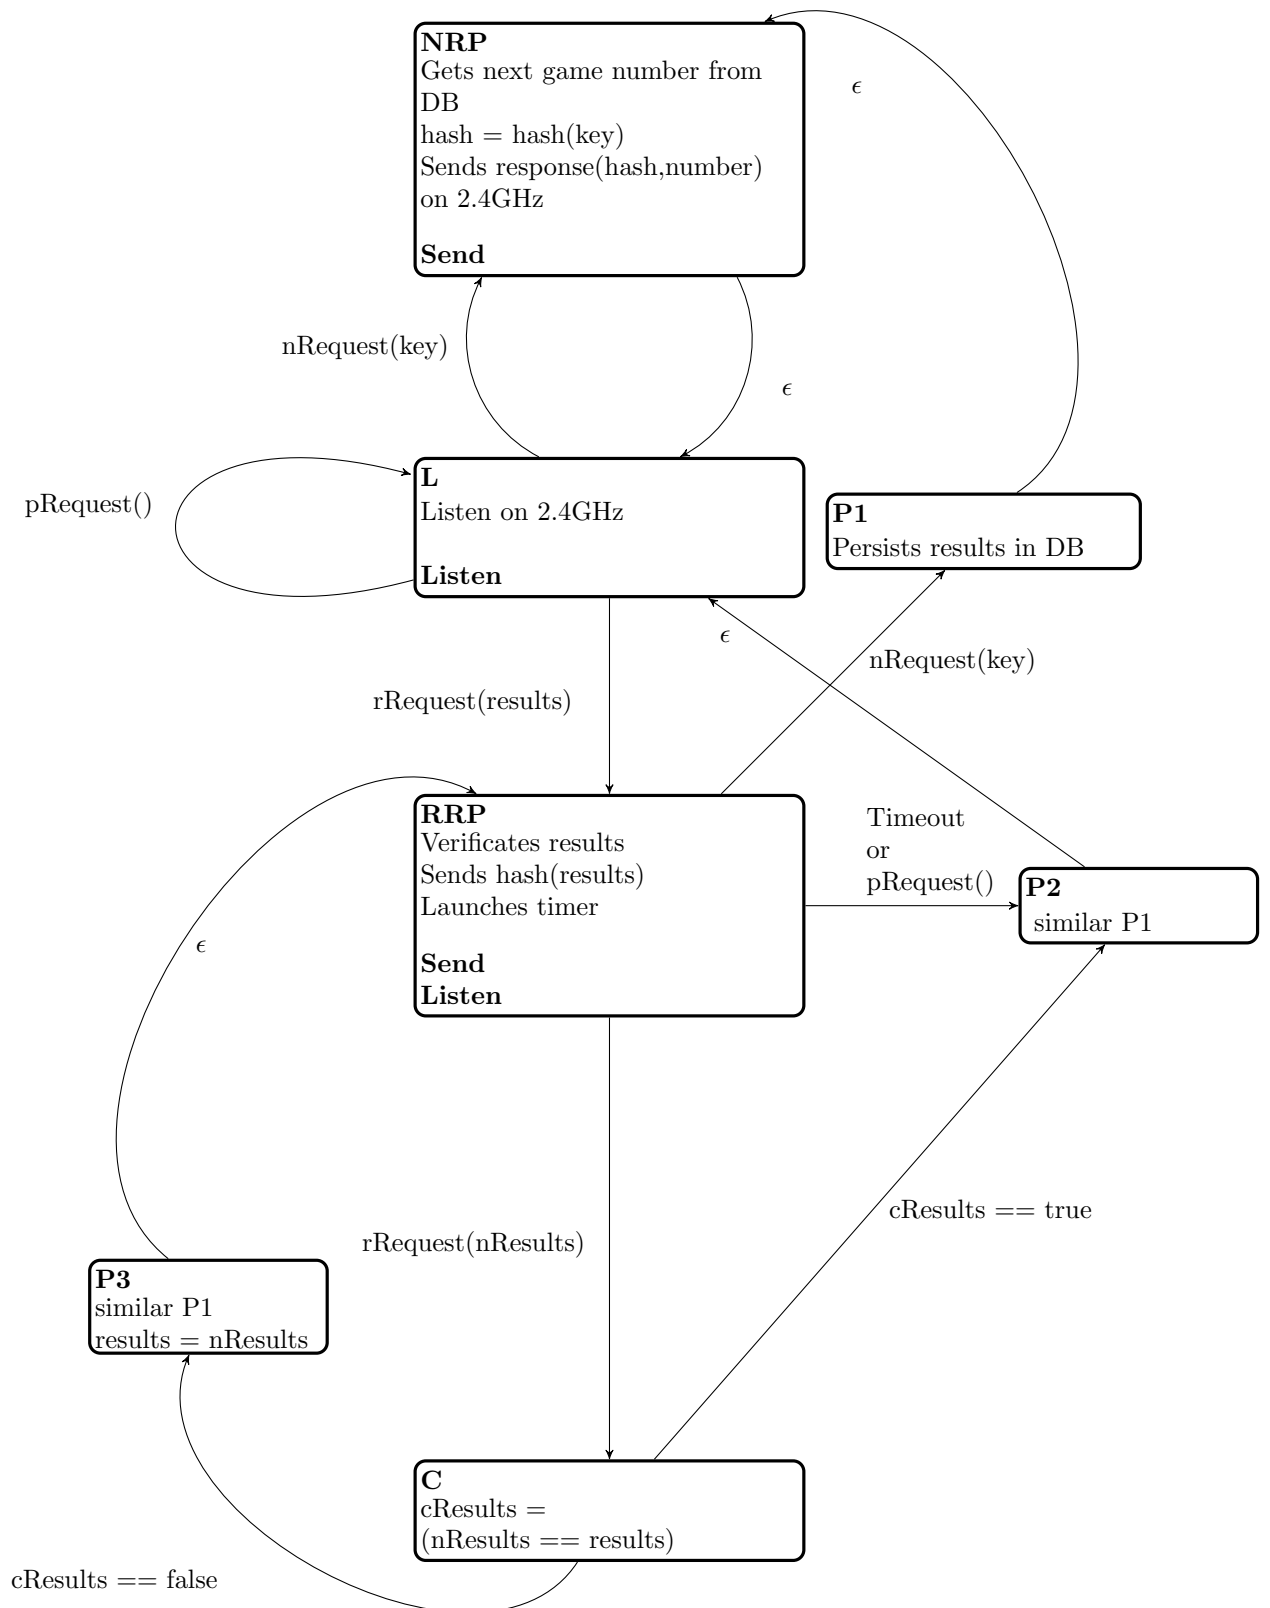 NRP
Gets next game number from
DB
hash = hash(key)
Sends response(hash,number)
on 2.4GHz
Send
ϵ
nRequest(key)
ϵ
L
Listen on 2.4GHz
Listen
pRequest()
P1
Persists results in DB
ϵ
nRequest(key)
rRequest(results)
RRP
Verificates results
Sends hash(results)
Launches timer
Send
Listen
Timeout
or
pRequest()
P2
similar P1
ϵ
cResults == true
rRequest(nResults)
P3
similar P1
results = nResults
C
cResults =
(nResults == results)
cResults == false